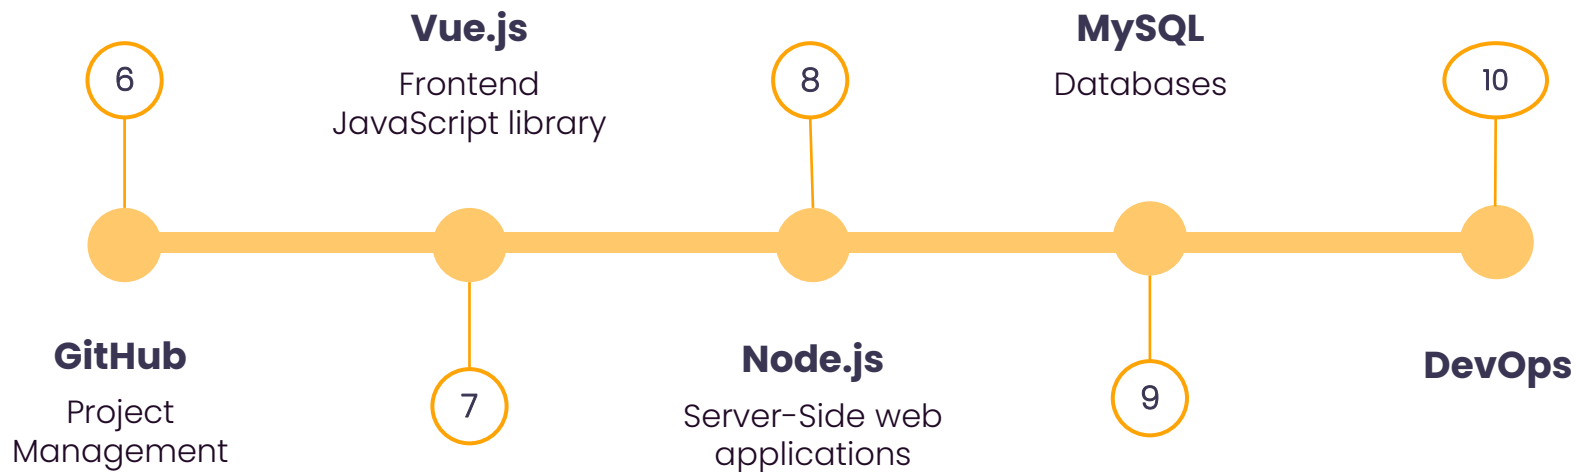 6
GitHub
Project
Management
Vue.js
Frontend
JavaScript library
7
8
Node.js
Server-Side web
applications
MySQL
Databases
9
10
DevOps